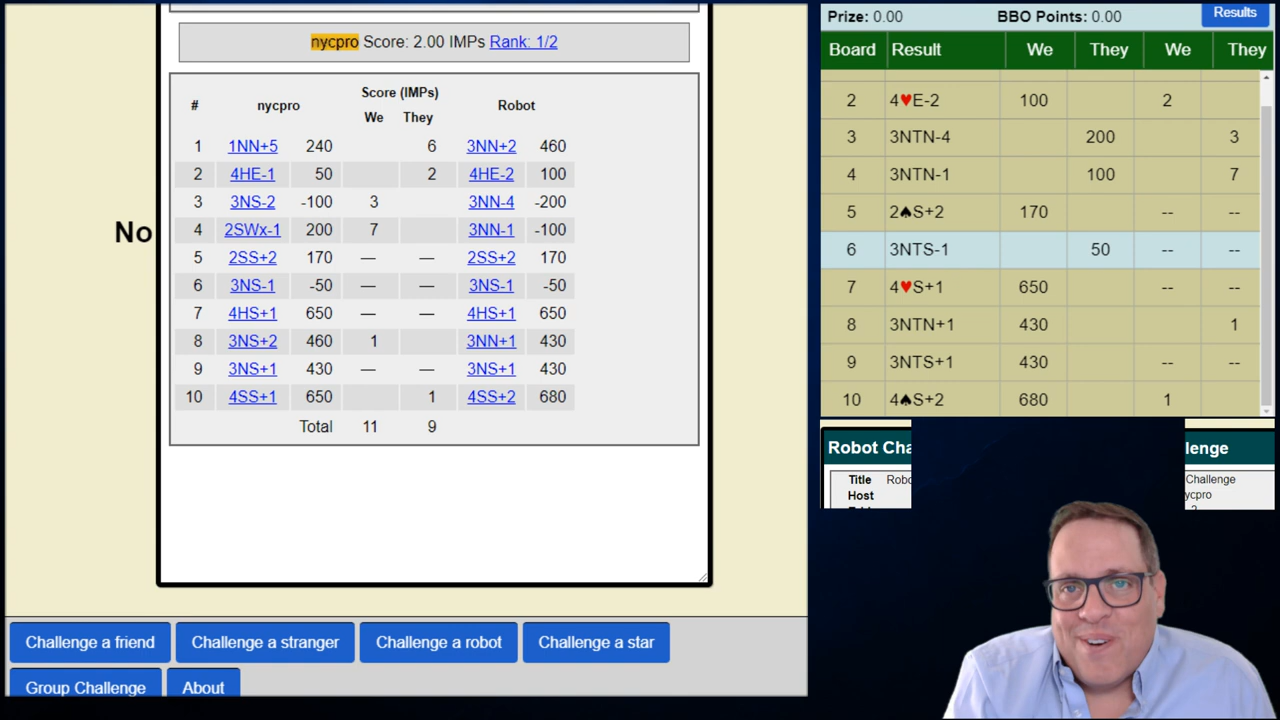 nycpro Score: 2.00 IMPs Rank: 1/2
# nycpro Score (IMPs) Robot
We They
1 1NN+5 240 6 3NN+2 460
2 4HE-1 50 2 4HE-2 100
3 3NS-2 -100 3 3NN-4 -200
4 2SWx-1 200 7 3NN-1 -100
5 2SS+2 170 — — 2SS+2 170
6 3NS-1 -50 — — 3NS-1 -50
7 4HS+1 650 — — 4HS+1 650
8 3NS+2 460 1 3NN+1 430
9 3NS+1 430 — — 3NS+1 430
10 4SS+1 650 1 4SS+2 680
Total 11 9
No
Challenge a friend Challenge a stranger Challenge a robot Challenge a star
Group Challenge About
Prize: 0.00 BBO Points: 0.00 Results
Board Result We They We They
2 4♥E-2 100 2
3 3NTN-4 200 3
4 3NTN-1 100 7
5 2♠S+2 170 -- --
6 3NTS-1 50 -- --
7 4♥S+1 650 -- --
8 3NTN+1 430 1
9 3NTS+1 430 -- --
10 4♠S+2 680 1
Robot Cha lenge
Title Robo Challenge
Host ycpro